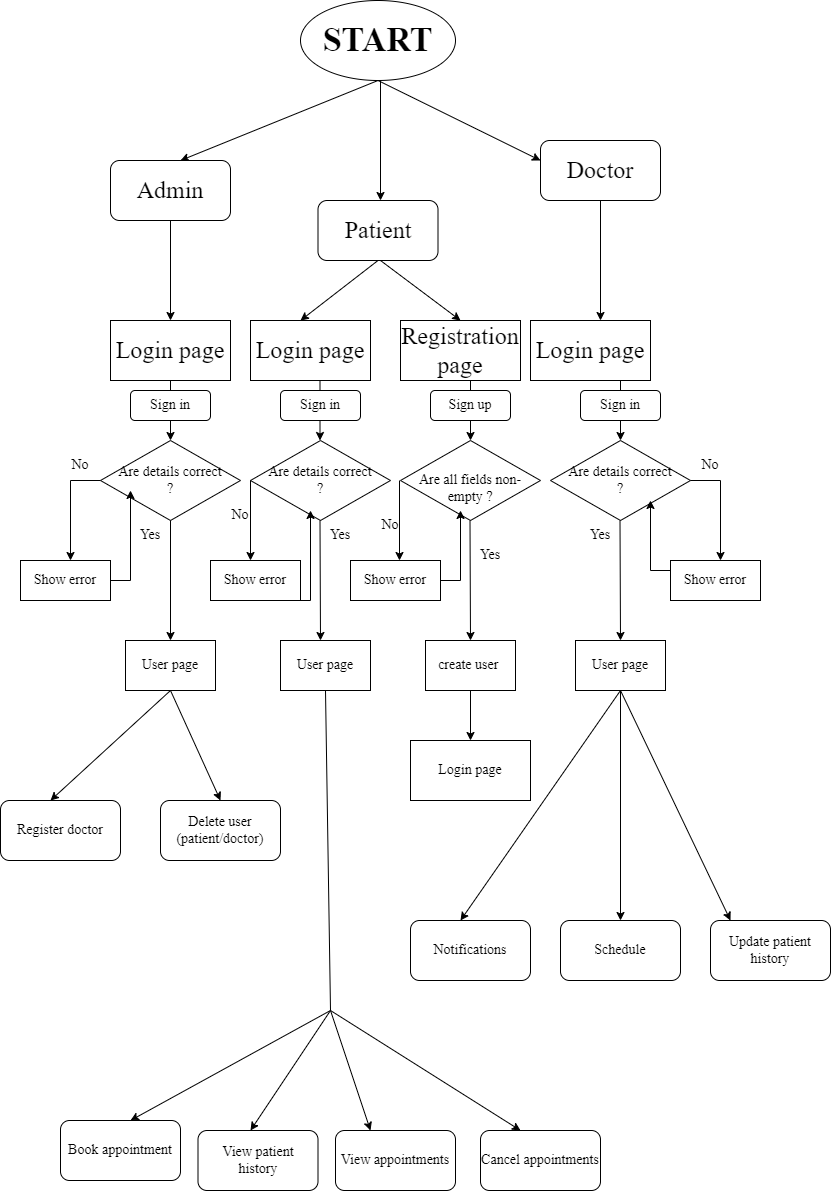 START
Admin
Patient
Doctor
Login page
Login page
Registration
page
Login page
Sign in
Sign in
Sign up
Sign in
Are details correct
?
Are details correct
?
Are all fields non-
empty ?
Are details correct
?
No
No
No
No
Yes
Yes
Yes
Yes
Show error
Show error
Show error
Show error
User page
User page
create user
User page
Login page
Register doctor
Delete user
(patient/doctor)
Notifications
Schedule
Update patient
history
Book appointment
View patient
history
View appointments
Cancel appointments